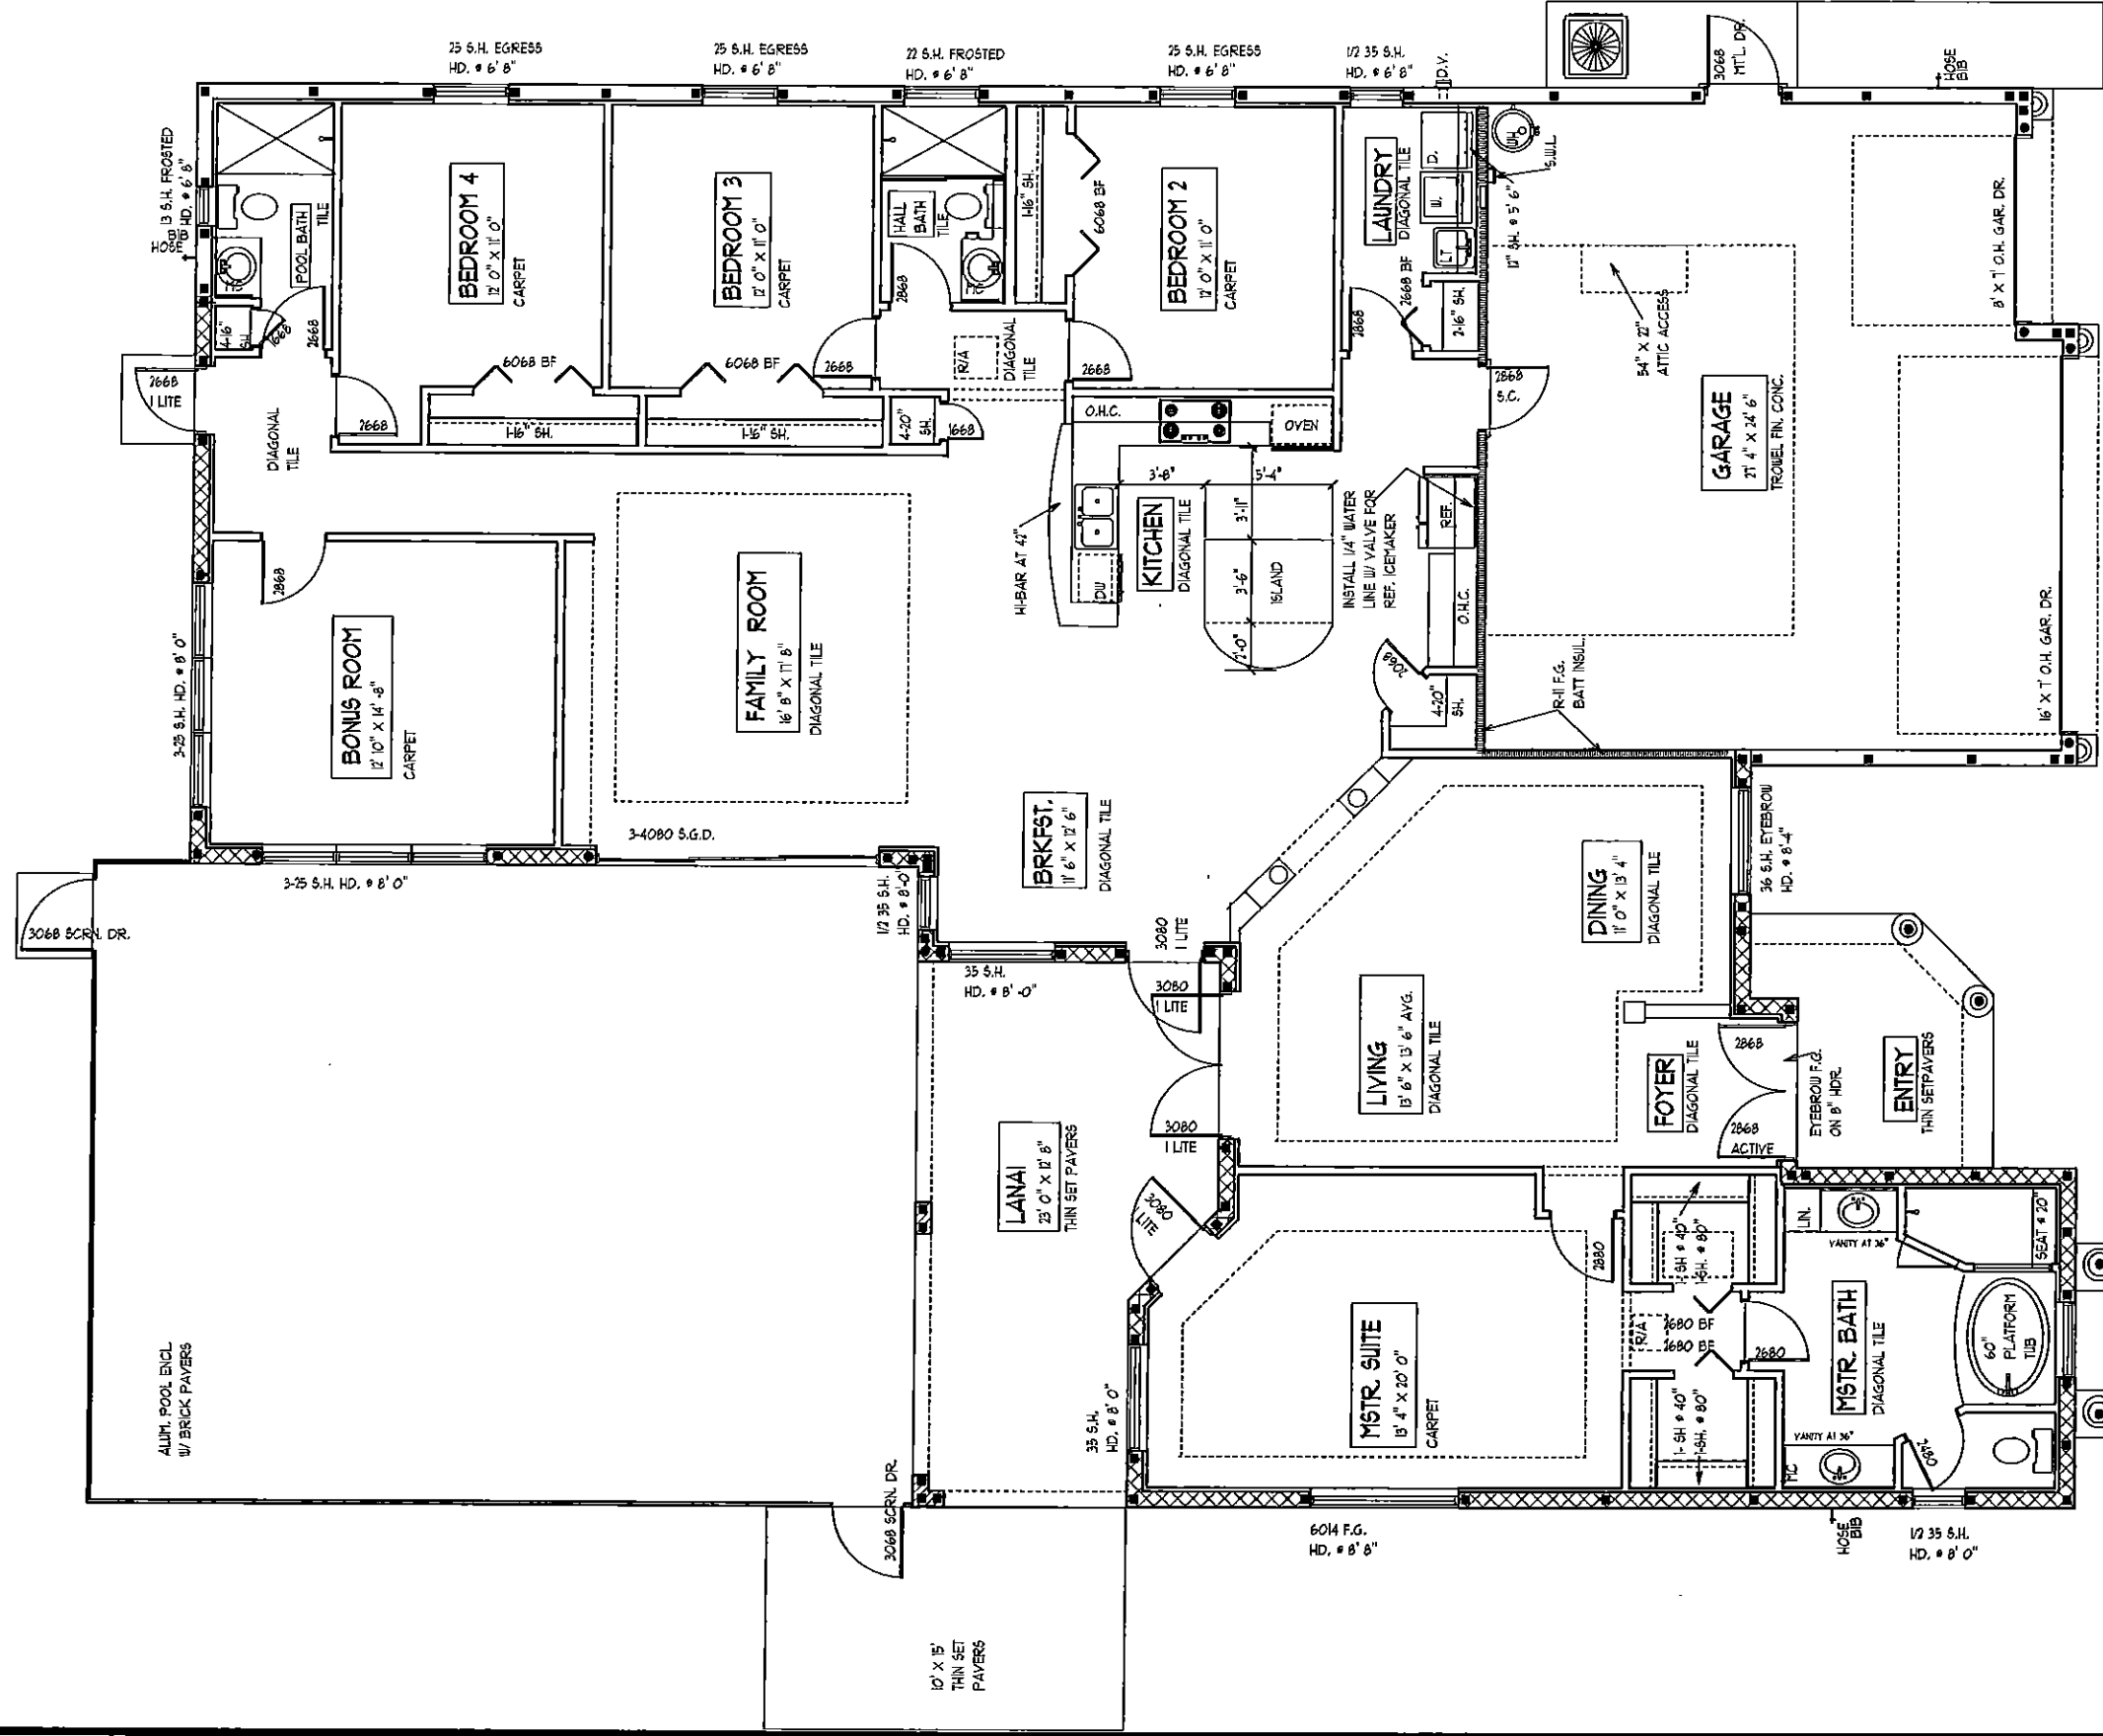 25 S.H. EGRESS
HD. @ 6' 8"
25 S.H. EGRESS
HD. @ 6' 8"
22 S.H. FROSTED
HD. @ 6' 8"
25 S.H. EGRESS
HD. @ 6' 8"
1/2 35 S.H.
HD. @ 6' 8"
D.V.
3068
MT'L. DR.
HOSE
BIB
13 S.H. FROSTED
HD. @ 6' 8"
HOSE
BIB
POOL BATH
TILE
4-16"
SH.
1668
2668
2668
1 LITE
DIAGONAL
TILE
BEDROOM 4
12' 0" X 11' 0"
CARPET
6068 BF
2668
1-16" SH.
BEDROOM 3
12' 0" X 11' 0"
CARPET
6068 BF
2668
1-16" SH.
HALL
BATH
TILE
2868
R/A
DIAGONAL
TILE
4-20"
SH.
1668
1-16" SH.
6068 BF
BEDROOM 2
12' 0" X 11' 0"
CARPET
2668
LAUNDRY
DIAGONAL TILE
D.
W.
LT
2668 BF
2-16" SH.
2868
WH
S.W.L.
12" SH. @ 5' 6"
54" X 22"
ATTIC ACCESS
2868
S.C.
GARAGE
21' 4" X 24' 6"
TROWEL FIN. CONC.
8' X 7' O.H. GAR. DR.
16' X 7' O.H. GAR. DR.
O.H.C.
OVEN
3'-8"
5'-4"
3'-11"
3'-6"
2'-0"
ISLAND
KITCHEN
DIAGONAL TILE
DW
HI-BAR AT 42"
INSTALL 1/4" WATER
LINE W/ VALVE FOR
REF. ICEMAKER
REF.
O.H.C.
2068
4-20"
SH.
R-11 F.G.
BATT INSUL.
2868
BONUS ROOM
12' 10" X 14' -8"
CARPET
3-25 S.H. HD. @ 8' 0"
3-25 S.H. HD. @ 8' 0"
FAMILY ROOM
16' 8" X 17' 8"
DIAGONAL TILE
3-4080 S.G.D.
BRKFST.
11' 6" X 12' 6"
DIAGONAL TILE
1/2 35 S.H.
HD. @ 8'-0"
35 S.H.
HD. @ 8' -0"
3080
1 LITE
3080
1 LITE
3080
1 LITE
3080
1 LITE
3068 SCRN. DR.
ALUM. POOL ENCL.
W/ BRICK PAVERS
3068 SCRN. DR.
10' X 15'
THIN SET
PAVERS
LANAI
23' 0" X 12' 8"
THIN SET PAVERS
LIVING
13' 6" X 13' 6" AVG.
DIAGONAL TILE
DINING
11' 0" X 13' 4"
DIAGONAL TILE
36 S.H. EYEBROW
HD. @ 8'-4"
FOYER
DIAGONAL TILE
2868
2868
ACTIVE
EYEBROW F.G.
ON 8" HDR.
ENTRY
THIN SETPAVERS
35 S.H.
HD. @ 8' 0"
MSTR. SUITE
13' 4" X 20' 0"
CARPET
2880
1-SH @ 40"
1-SH. @ 80"
R/A
2680 BF
2680 BF
2680
1- SH @ 40"
1-SH. @ 80"
LIN.
VANITY AT 36"
SEAT @ 20"
MSTR. BATH
DIAGONAL TILE
60"
PLATFORM
TUB
VANITY AT 36"
MC
2480
6014 F.G.
HD. @ 8' 8"
HOSE
BIB
1/2 35 S.H.
HD. @ 8' 0"